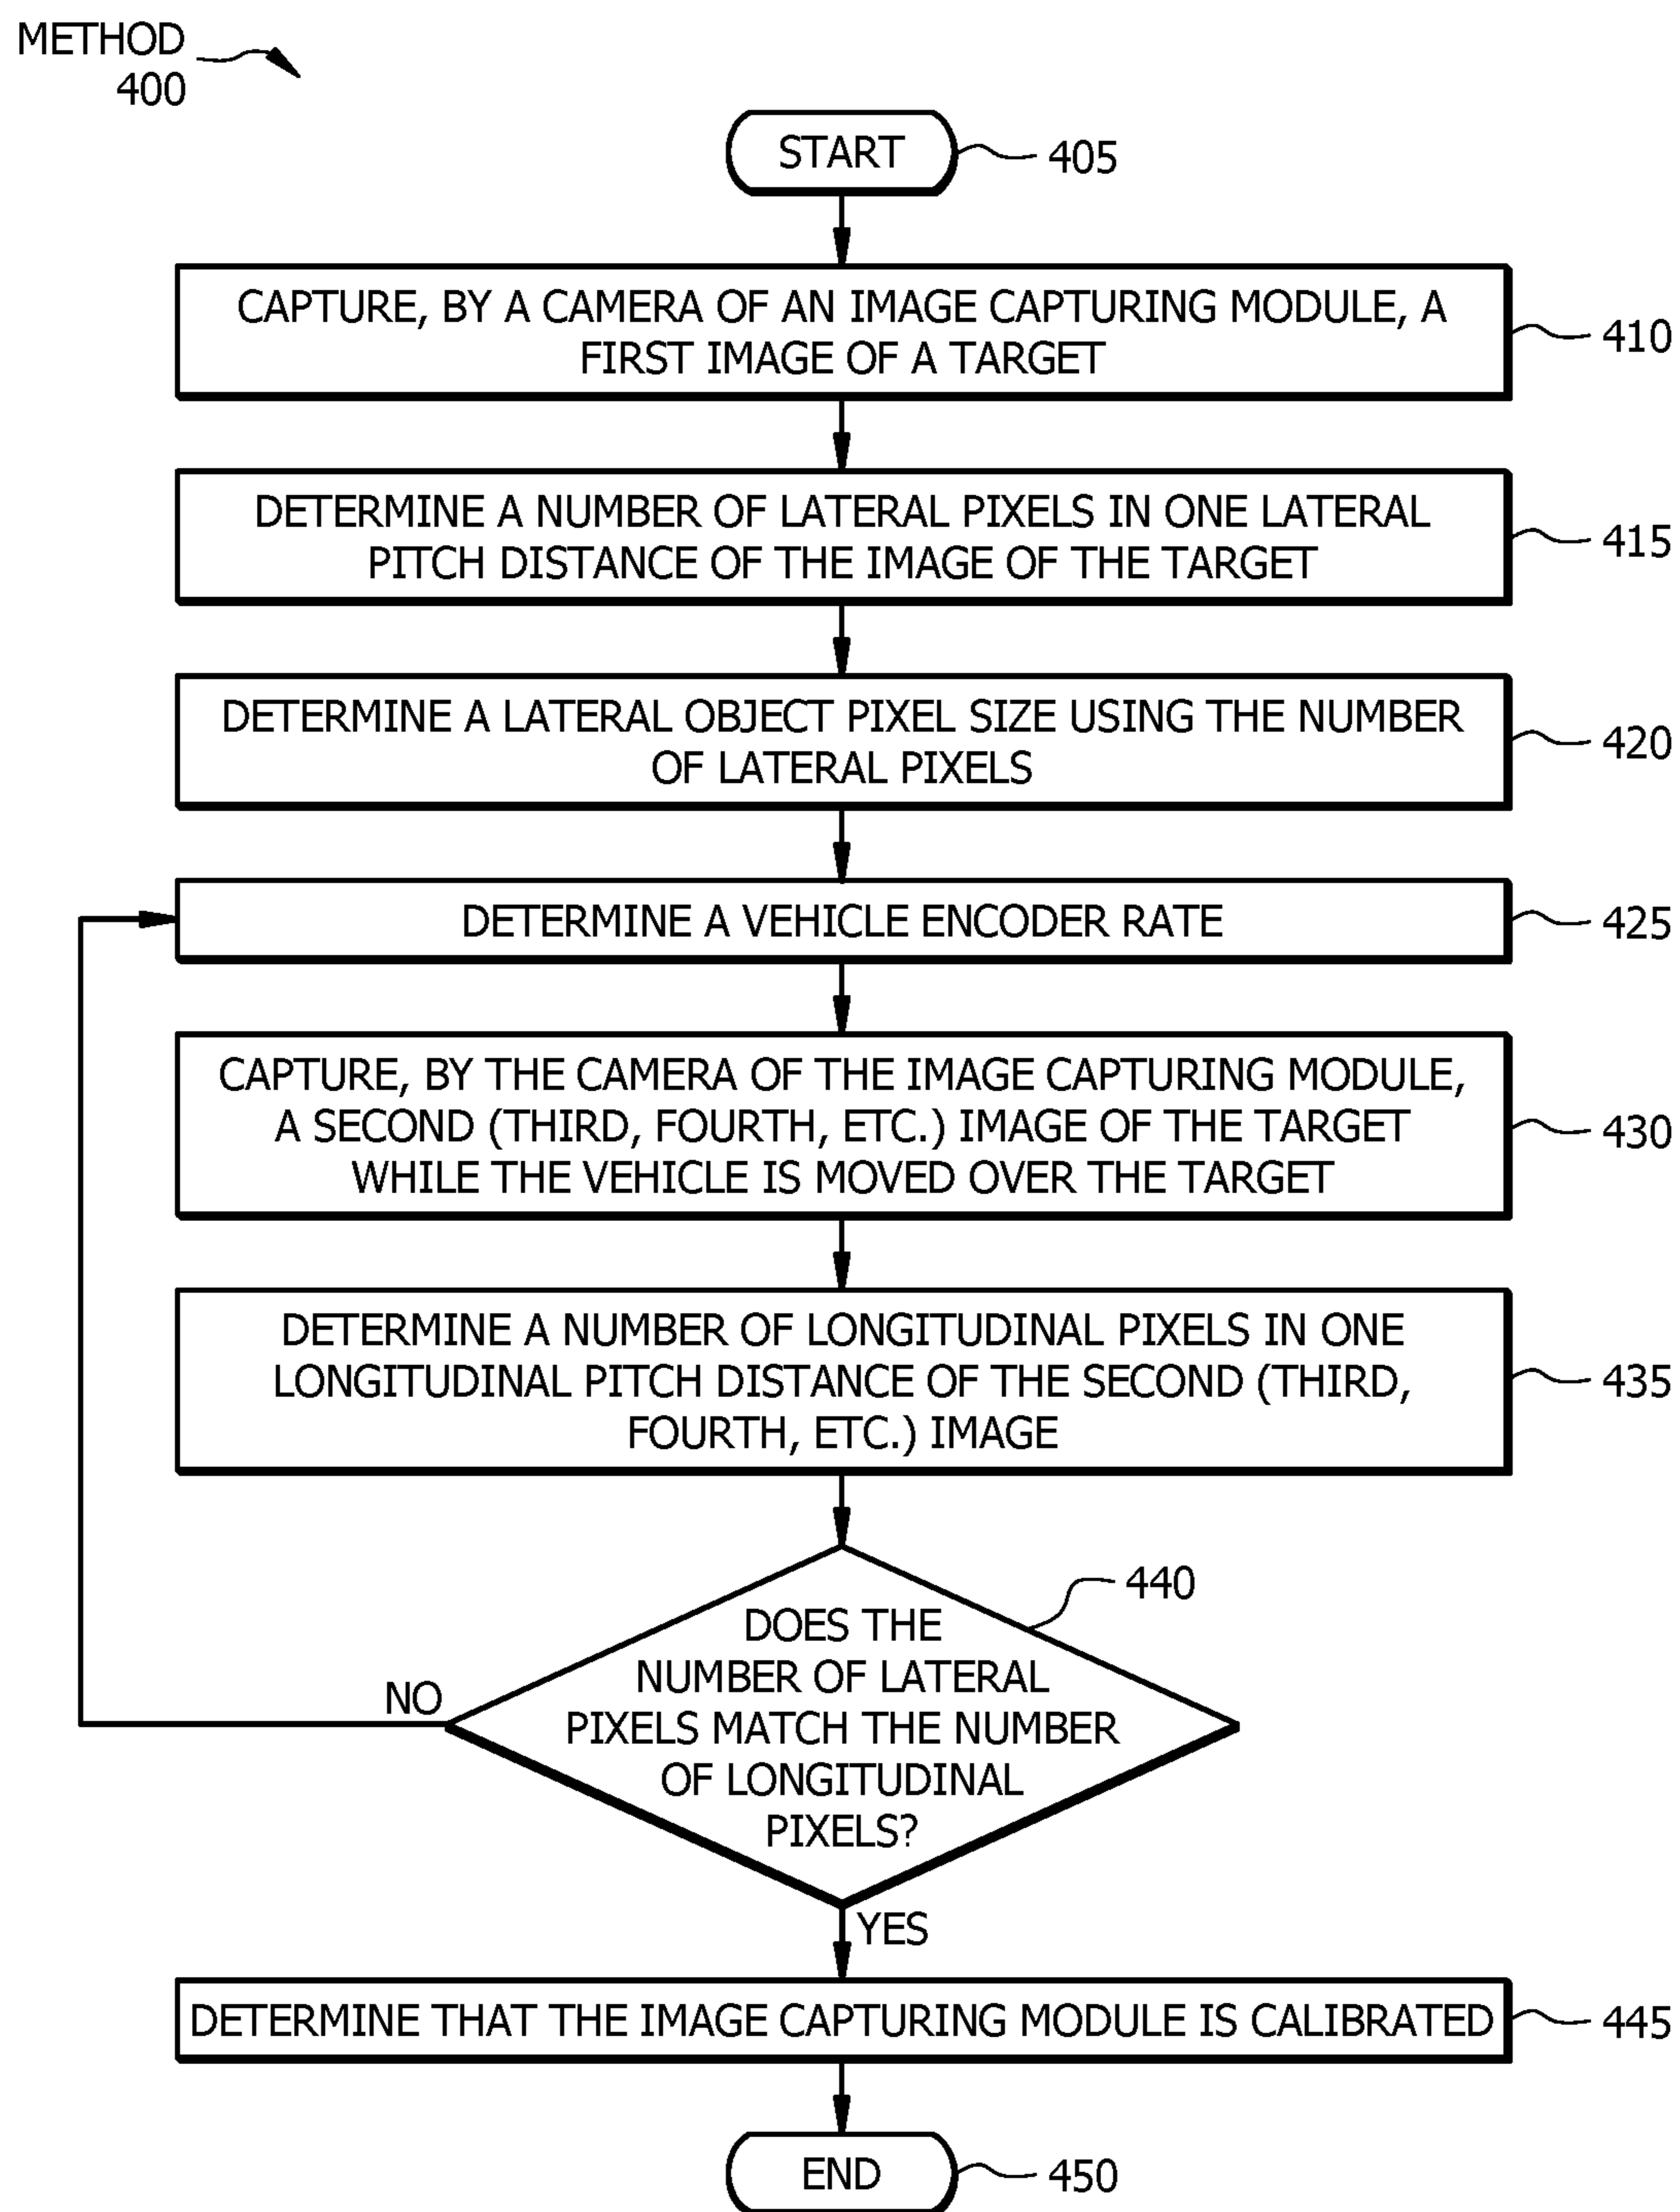 METHOD
400
START
405
CAPTURE, BY A CAMERA OF AN IMAGE CAPTURING MODULE, A
FIRST IMAGE OF A TARGET
410
DETERMINE A NUMBER OF LATERAL PIXELS IN ONE LATERAL
PITCH DISTANCE OF THE IMAGE OF THE TARGET
415
DETERMINE A LATERAL OBJECT PIXEL SIZE USING THE NUMBER
OF LATERAL PIXELS
420
DETERMINE A VEHICLE ENCODER RATE
425
CAPTURE, BY THE CAMERA OF THE IMAGE CAPTURING MODULE,
A SECOND (THIRD, FOURTH, ETC.) IMAGE OF THE TARGET
WHILE THE VEHICLE IS MOVED OVER THE TARGET
430
DETERMINE A NUMBER OF LONGITUDINAL PIXELS IN ONE
LONGITUDINAL PITCH DISTANCE OF THE SECOND (THIRD,
FOURTH, ETC.) IMAGE
435
440
DOES THE
NUMBER OF LATERAL
PIXELS MATCH THE NUMBER
OF LONGITUDINAL
PIXELS?
NO
YES
DETERMINE THAT THE IMAGE CAPTURING MODULE IS CALIBRATED
445
END
450